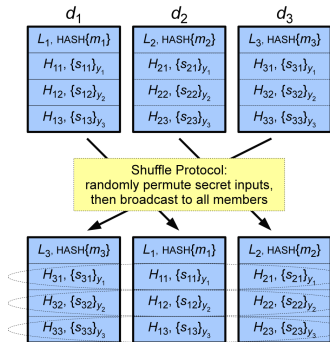 d₁ d₂ d₃
L₁, HASH{m₁} L₂, HASH{m₂} L₃, HASH{m₃}
H₁₁, {s₁₁}y₁ H₂₁, {s₂₁}y₁ H₃₁, {s₃₁}y₁
H₁₂, {s₁₂}y₂ H₂₂, {s₂₂}y₂ H₃₂, {s₃₂}y₂
H₁₃, {s₁₃}y₃ H₂₃, {s₂₃}y₃ H₃₃, {s₃₃}y₃
Shuffle Protocol:
randomly permute secret inputs,
then broadcast to all members
L₃, HASH{m₃} L₁, HASH{m₁} L₂, HASH{m₂}
H₃₁, {s₃₁}y₁ H₁₁, {s₁₁}y₁ H₂₁, {s₂₁}y₁
H₃₂, {s₃₂}y₂ H₁₂, {s₁₂}y₂ H₂₂, {s₂₂}y₂
H₃₃, {s₃₃}y₃ H₁₃, {s₁₃}y₃ H₂₃, {s₂₃}y₃